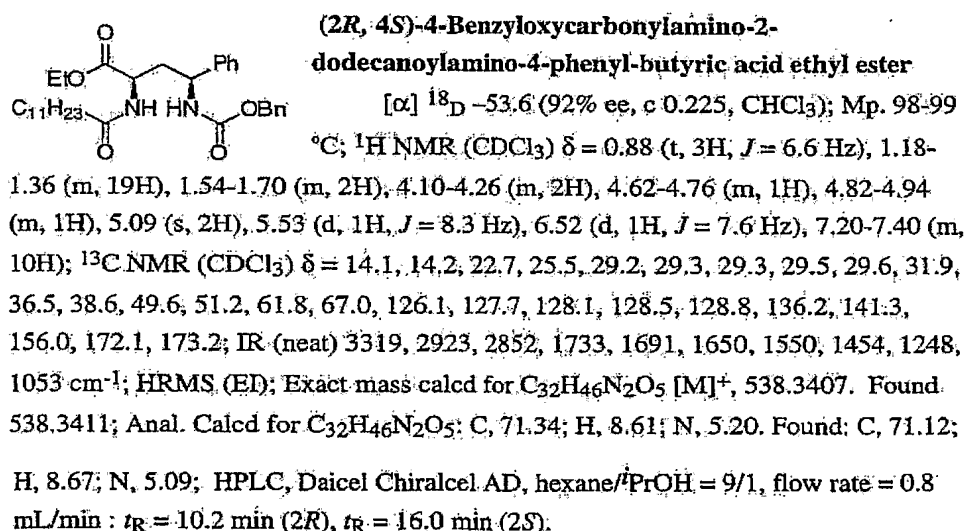 (2R, 4S)-4-Benzyloxycarbonylamino-2-
dodecanoylamino-4-phenyl-butyric acid ethyl ester
O
EtO
Ph
C₁₁H₂₃
NH HN
OBn
O
O
[α] ¹⁸D –53.6 (92% ee, c 0.225, CHCl₃); Mp. 98-99
°C; ¹H NMR (CDCl₃) δ = 0.88 (t, 3H, J = 6.6 Hz), 1.18-
1.36 (m, 19H), 1.54-1.70 (m, 2H), 4.10-4.26 (m, 2H), 4.62-4.76 (m, 1H), 4.82-4.94
(m, 1H), 5.09 (s, 2H), 5.53 (d, 1H, J = 8.3 Hz), 6.52 (d, 1H, J = 7.6 Hz), 7.20-7.40 (m,
10H); ¹³C NMR (CDCl₃) δ = 14.1, 14.2, 22.7, 25.5, 29.2, 29.3, 29.3, 29.5, 29.6, 31.9,
36.5, 38.6, 49.6, 51.2, 61.8, 67.0, 126.1, 127.7, 128.1, 128.5, 128.8, 136.2, 141.3,
156.0, 172.1, 173.2; IR (neat) 3319, 2923, 2852, 1733, 1691, 1650, 1550, 1454, 1248,
1053 cm⁻¹; HRMS (EI); Exact mass calcd for C₃₂H₄₆N₂O₅ [M]⁺, 538.3407. Found
538.3411; Anal. Calcd for C₃₂H₄₆N₂O₅: C, 71.34; H, 8.61; N, 5.20. Found: C, 71.12;
H, 8.67; N, 5.09; HPLC, Daicel Chiralcel AD, hexane/ⁱPrOH = 9/1, flow rate = 0.8
mL/min : tR = 10.2 min (2R), tR = 16.0 min (2S).